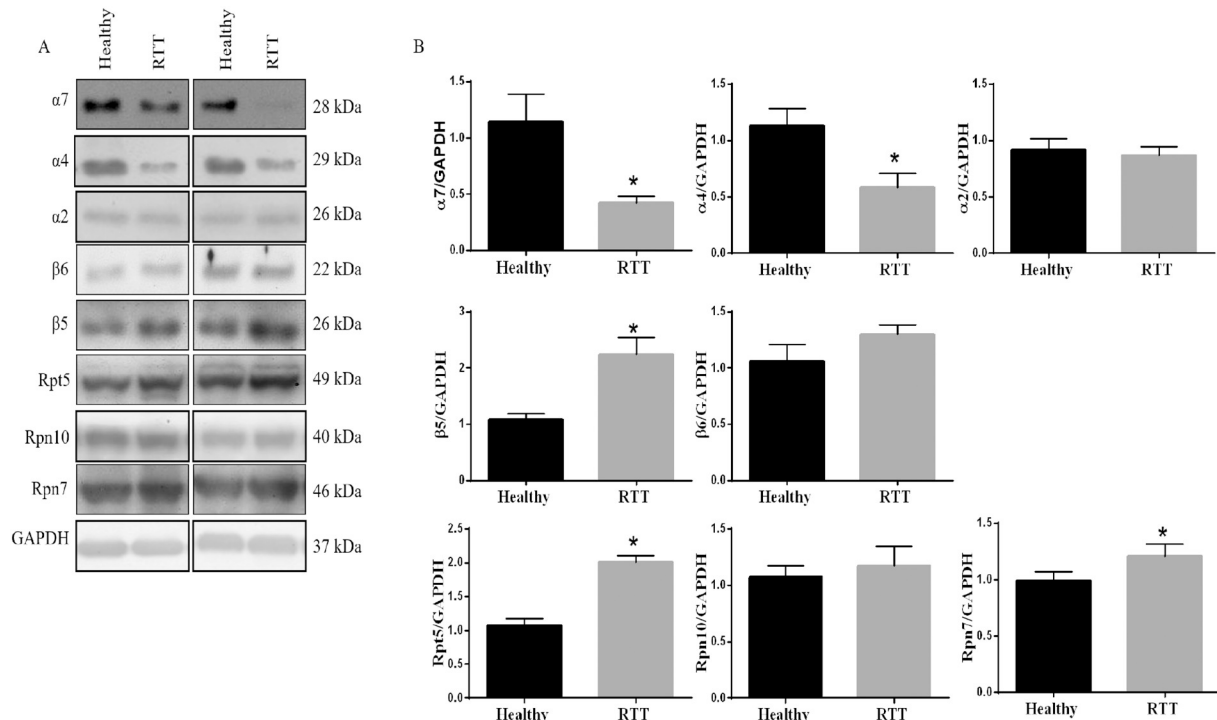 A
Healthy
RTT
Healthy
RTT
α7
28 kDa
α4
29 kDa
α2
26 kDa
β6
22 kDa
β5
26 kDa
Rpt5
49 kDa
Rpn10
40 kDa
Rpn7
46 kDa
GAPDH
37 kDa
B
α7/GAPDH
1.5
1.0
0.5
0.0
*
Healthy
RTT
α4/GAPDH
1.5
1.0
0.5
0.0
*
Healthy
RTT
α2/GAPDH
1.5
1.0
0.5
0.0
Healthy
RTT
β5/GAPDH
3
2
1
0
*
Healthy
RTT
β6/GAPDH
1.5
1.0
0.5
0.0
Healthy
RTT
Rpt5/GAPDH
2.5
2.0
1.5
1.0
0.5
0.0
*
Healthy
RTT
Rpn10/GAPDH
1.5
1.0
0.5
0.0
Healthy
RTT
Rpn7/GAPDH
1.5
1.0
0.5
0.0
*
Healthy
RTT